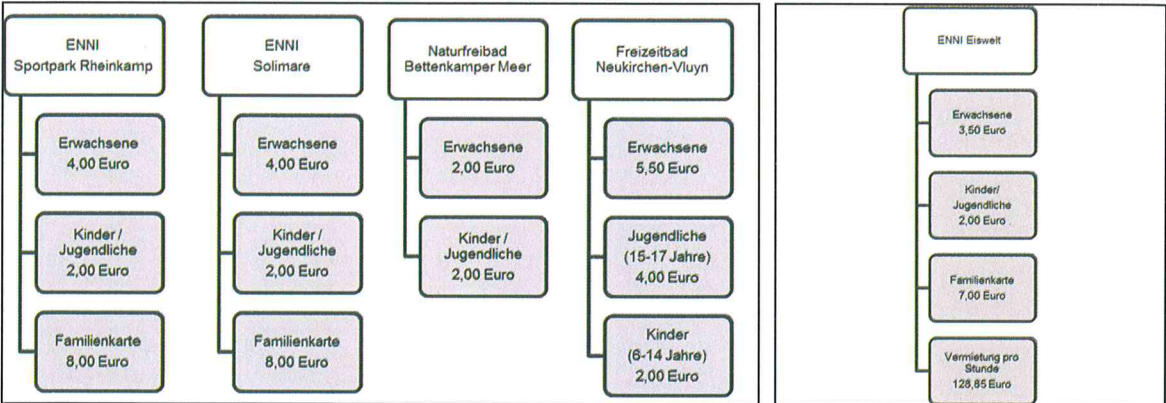 ENNI
Sportpark Rheinkamp
Erwachsene
4,00 Euro
Kinder /
Jugendliche
2,00 Euro
Familienkarte
8,00 Euro
ENNI
Solimare
Erwachsene
4,00 Euro
Kinder /
Jugendliche
2,00 Euro
Familienkarte
8,00 Euro
Naturfreibad
Bettenkamper Meer
Erwachsene
2,00 Euro
Kinder /
Jugendliche
2,00 Euro
Freizeitbad
Neukirchen-Vluyn
Erwachsene
5,50 Euro
Jugendliche
(15-17 Jahre)
4,00 Euro
Kinder
(6-14 Jahre)
2,00 Euro
ENNI Eiswelt
Erwachsene
3,50 Euro
Kinder/
Jugendliche
2,00 Euro
Familienkarte
7,00 Euro
Vermietung pro
Stunde
128,85 Euro